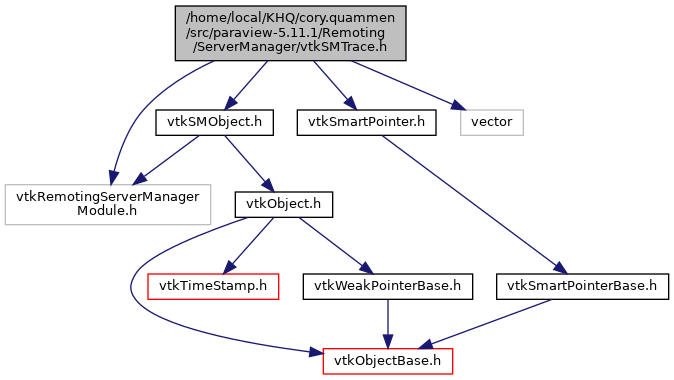 /home/local/KHQ/cory.quammen
/src/paraview-5.11.1/Remoting
/ServerManager/vtkSMTrace.h
vtkSMObject.h
vtkSmartPointer.h
vector
vtkRemotingServerManager
Module.h
vtkObject.h
vtkTimeStamp.h
vtkWeakPointerBase.h
vtkSmartPointerBase.h
vtkObjectBase.h